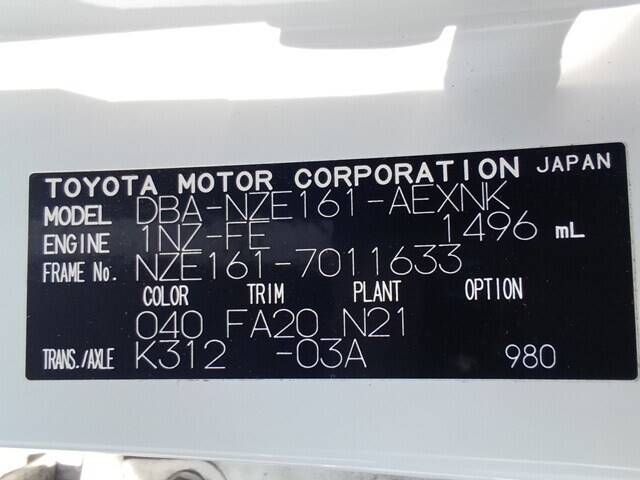 TOYOTA MOTOR CORPORATION JAPAN
MODEL DBA-NZE161-AEXNK
ENGINE 1NZ-FE 1496 mL
FRAME No. NZE161-7011633
COLOR TRIM PLANT OPTION
040 FA20 N21
TRANS./AXLE K312 -03A 980